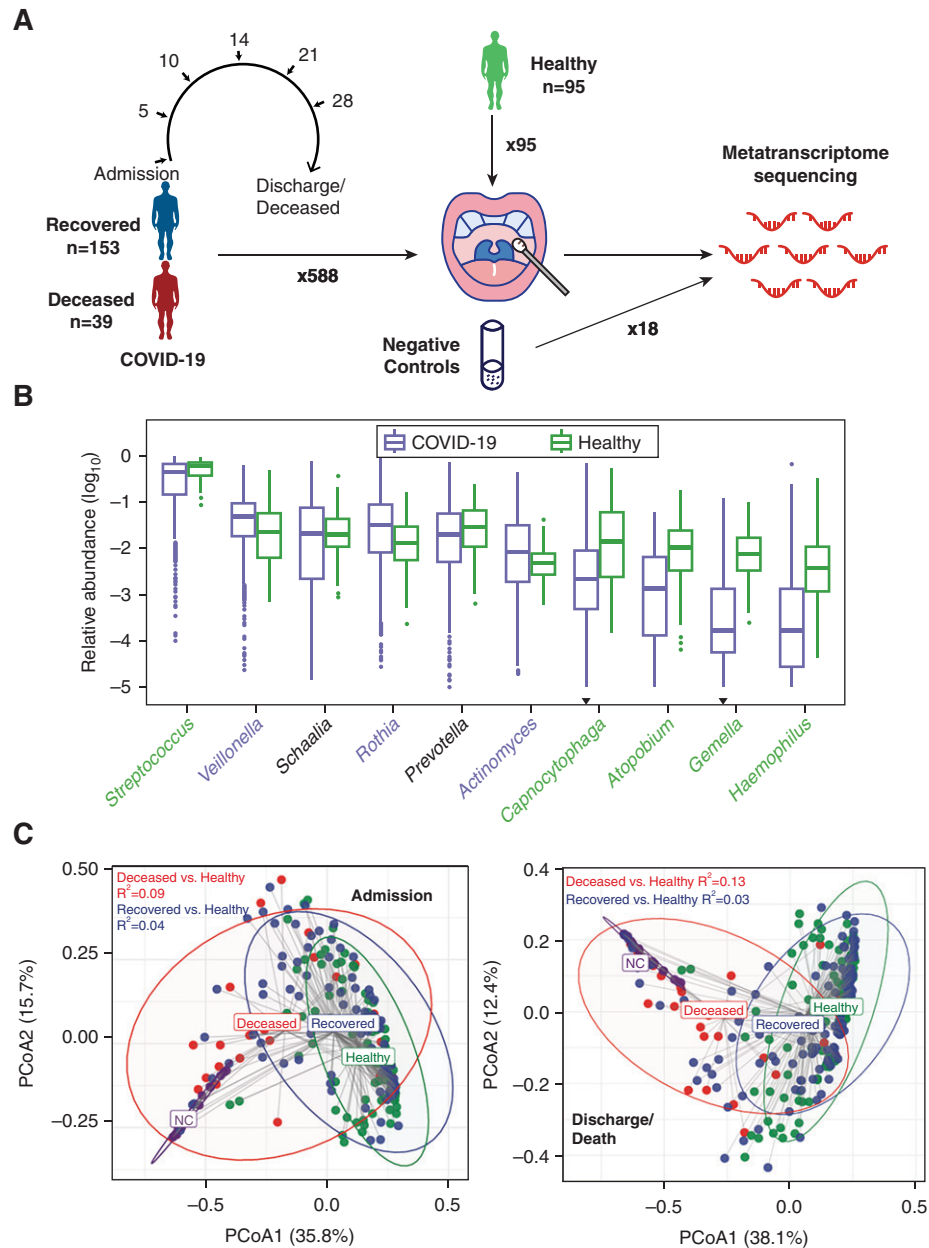 A
14
10
21
5
28
Admission
Discharge/
Deceased
Recovered
n=153
Deceased
n=39
COVID-19
x588
Healthy
n=95
x95
Negative
Controls
x18
Metatranscriptome
sequencing
B
COVID-19
Healthy
Relative abundance (log10)
0
–1
–2
–3
–4
–5
Streptococcus
Veillonella
Schaalia
Rothia
Prevotella
Actinomyces
Capnocytophaga
Atopobium
Gemella
Haemophilus
C
Deceased vs. Healthy
R²=0.09
Recovered vs. Healthy
R²=0.04
Admission
PCoA2 (15.7%)
0.50
0.25
0.00
–0.25
Deceased
Recovered
Healthy
NC
–0.5
0.0
0.5
PCoA1 (35.8%)
Deceased vs. Healthy R²=0.13
Recovered vs. Healthy R²=0.03
PCoA2 (12.4%)
0.4
0.2
0.0
–0.2
–0.4
NC
Deceased
Healthy
Recovered
Discharge/
Death
–0.5
0.0
0.5
PCoA1 (38.1%)